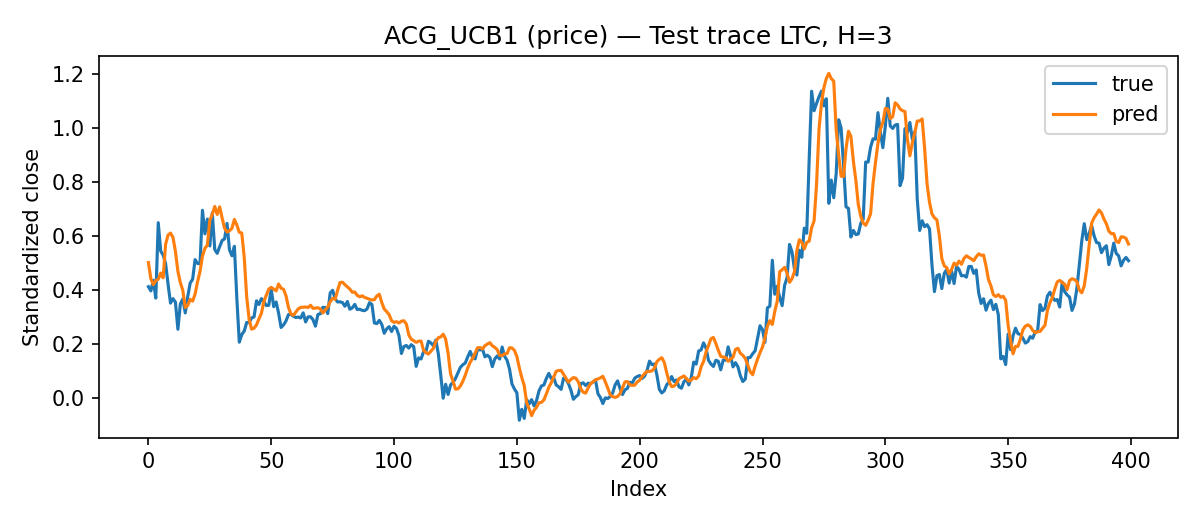 ACG_UCB1 (price) — Test trace LTC, H=3
true
pred
Standardized close
1.2
1.0
0.8
0.6
0.4
0.2
0.0
0 50 100 150 200 250 300 350 400
Index